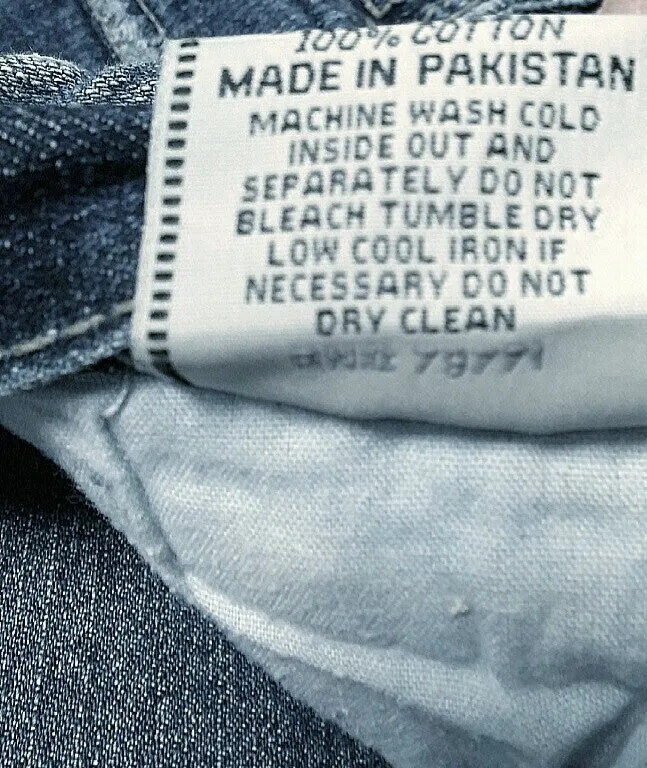 100% COTTON
MADE IN PAKISTAN
MACHINE WASH COLD
INSIDE OUT AND
SEPARATELY DO NOT
BLEACH TUMBLE DRY
LOW COOL IRON IF
NECESSARY DO NOT
DRY CLEAN